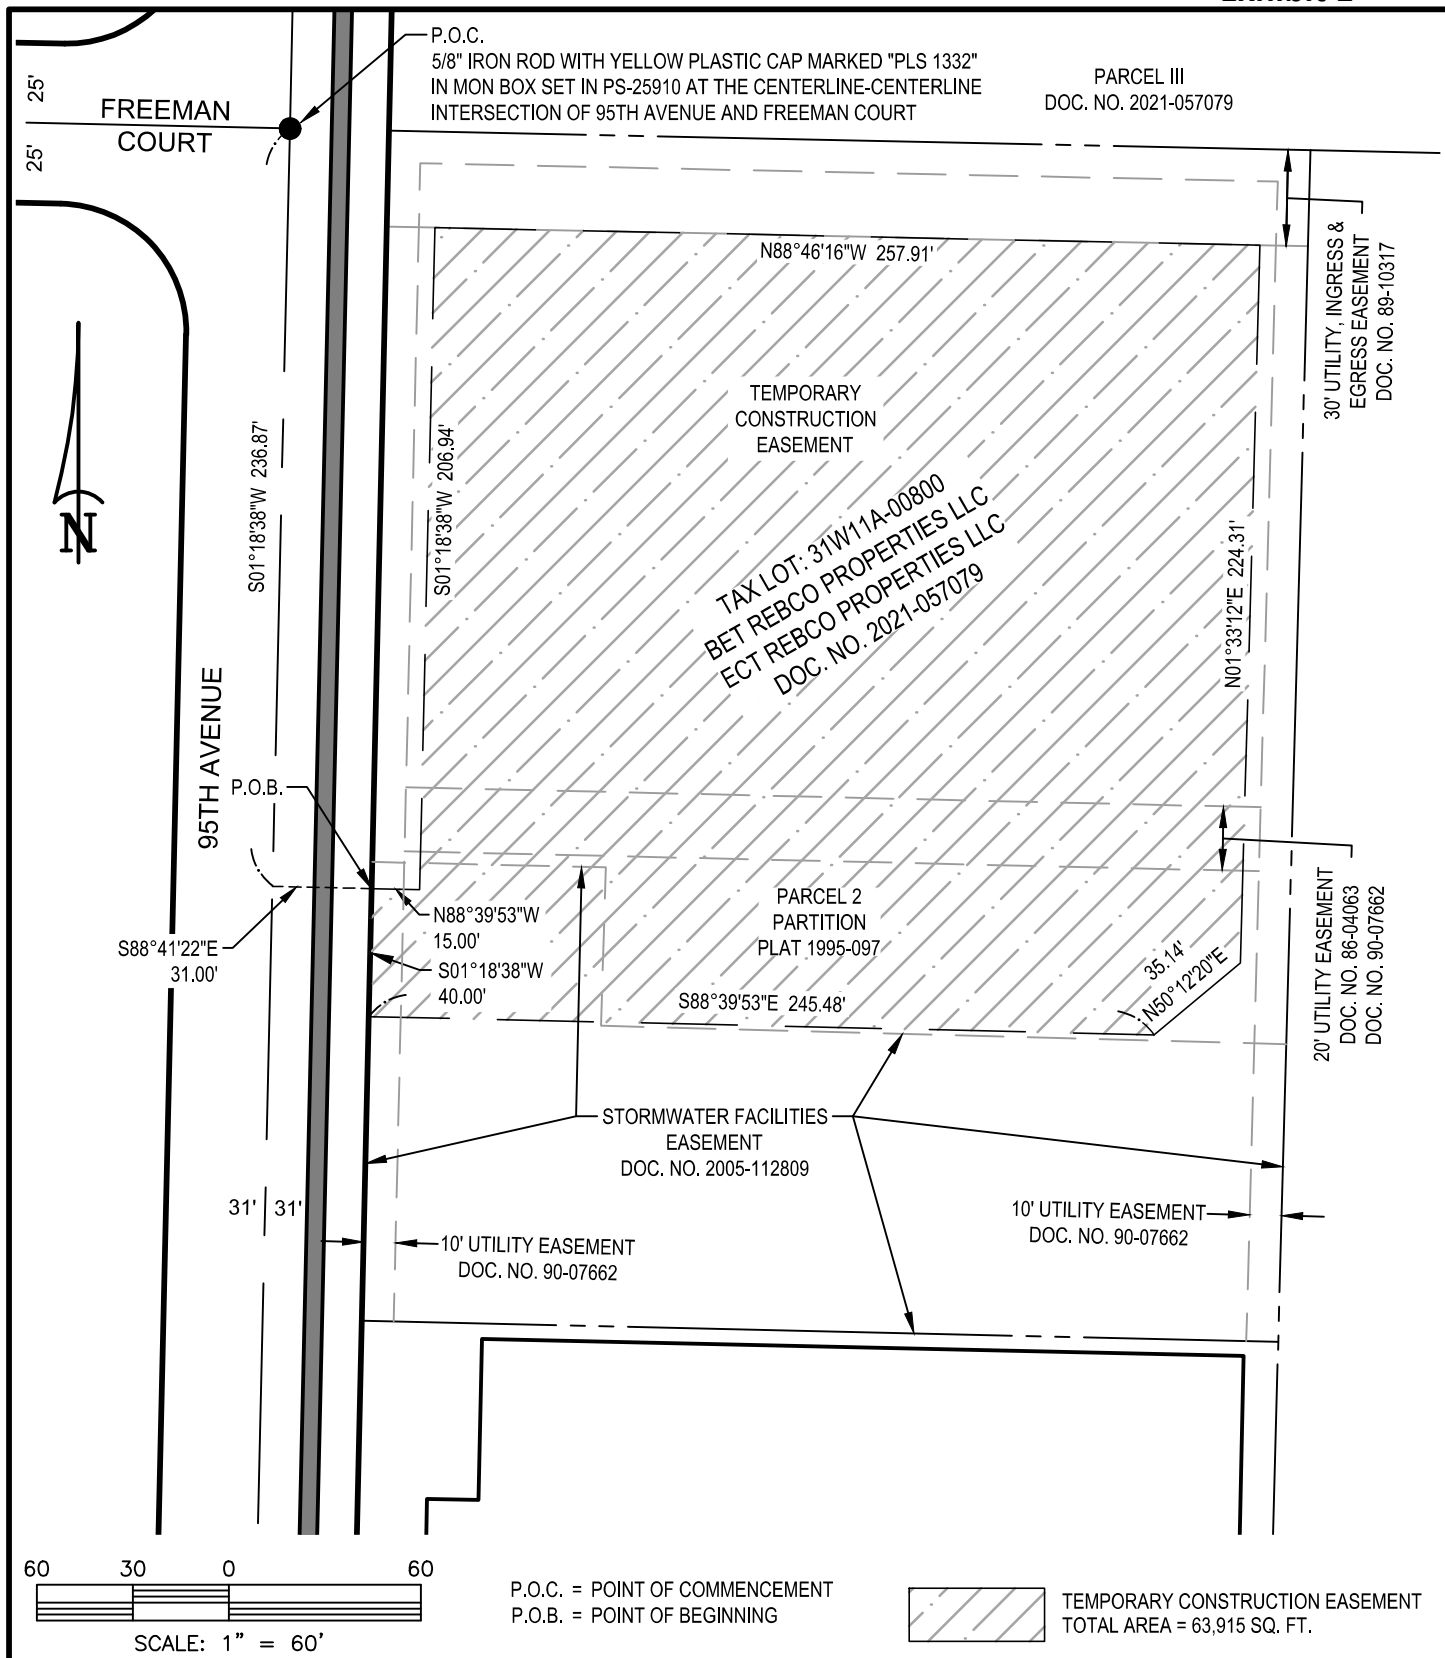 P.O.C.
5/8" IRON ROD WITH YELLOW PLASTIC CAP MARKED "PLS 1332"
IN MON BOX SET IN PS-25910 AT THE CENTERLINE-CENTERLINE
INTERSECTION OF 95TH AVENUE AND FREEMAN COURT
PARCEL III
DOC. NO. 2021-057079
25'
FREEMAN
COURT
25'
N88°46'16"W 257.91'
30' UTILITY, INGRESS &
EGRESS EASEMENT
DOC. NO. 89-10317
TEMPORARY
CONSTRUCTION
EASEMENT
S01°18'38"W 236.87'
S01°18'38"W 206.94'
N
TAX LOT: 31W11A-00800
BET REBCO PROPERTIES LLC
ECT REBCO PROPERTIES LLC
DOC. NO. 2021-057079
N01°33'12"E 224.31'
95TH AVENUE
P.O.B.
S88°41'22"E
31.00'
N88°39'53"W
15.00'
S01°18'38"W
40.00'
PARCEL 2
PARTITION
PLAT 1995-097
S88°39'53"E 245.48'
35.14'
N50°12'20"E
20' UTILITY EASEMENT
DOC. NO. 86-04063
DOC. NO. 90-07662
STORMWATER FACILITIES
EASEMENT
DOC. NO. 2005-112809
31' 31'
10' UTILITY EASEMENT
DOC. NO. 90-07662
10' UTILITY EASEMENT
DOC. NO. 90-07662
60 30 0 60
SCALE: 1" = 60'
P.O.C. = POINT OF COMMENCEMENT
P.O.B. = POINT OF BEGINNING
TEMPORARY CONSTRUCTION EASEMENT
TOTAL AREA = 63,915 SQ. FT.